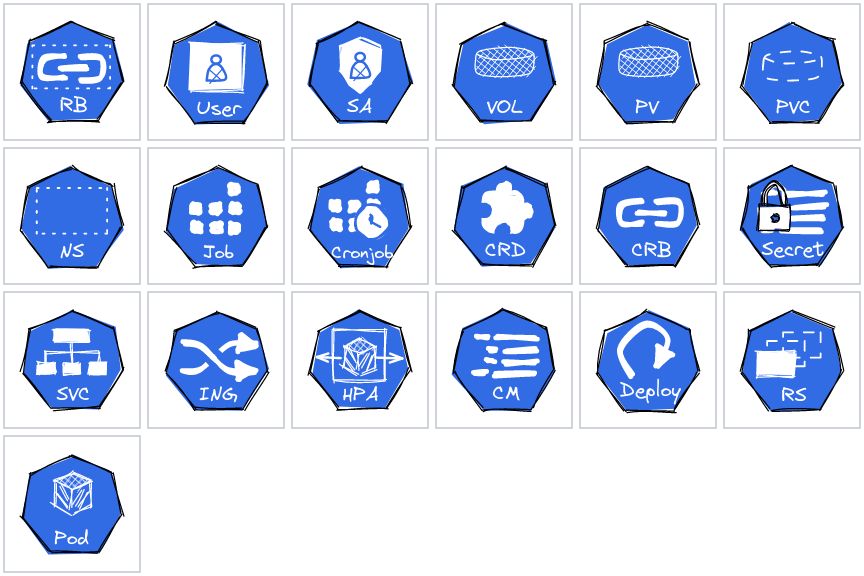 RB
User
SA
VOL
PV
PVC
NS
Job
Cronjob
CRD
CRB
Secret
SVC
ING
HPA
CM
Deploy
RS
Pod